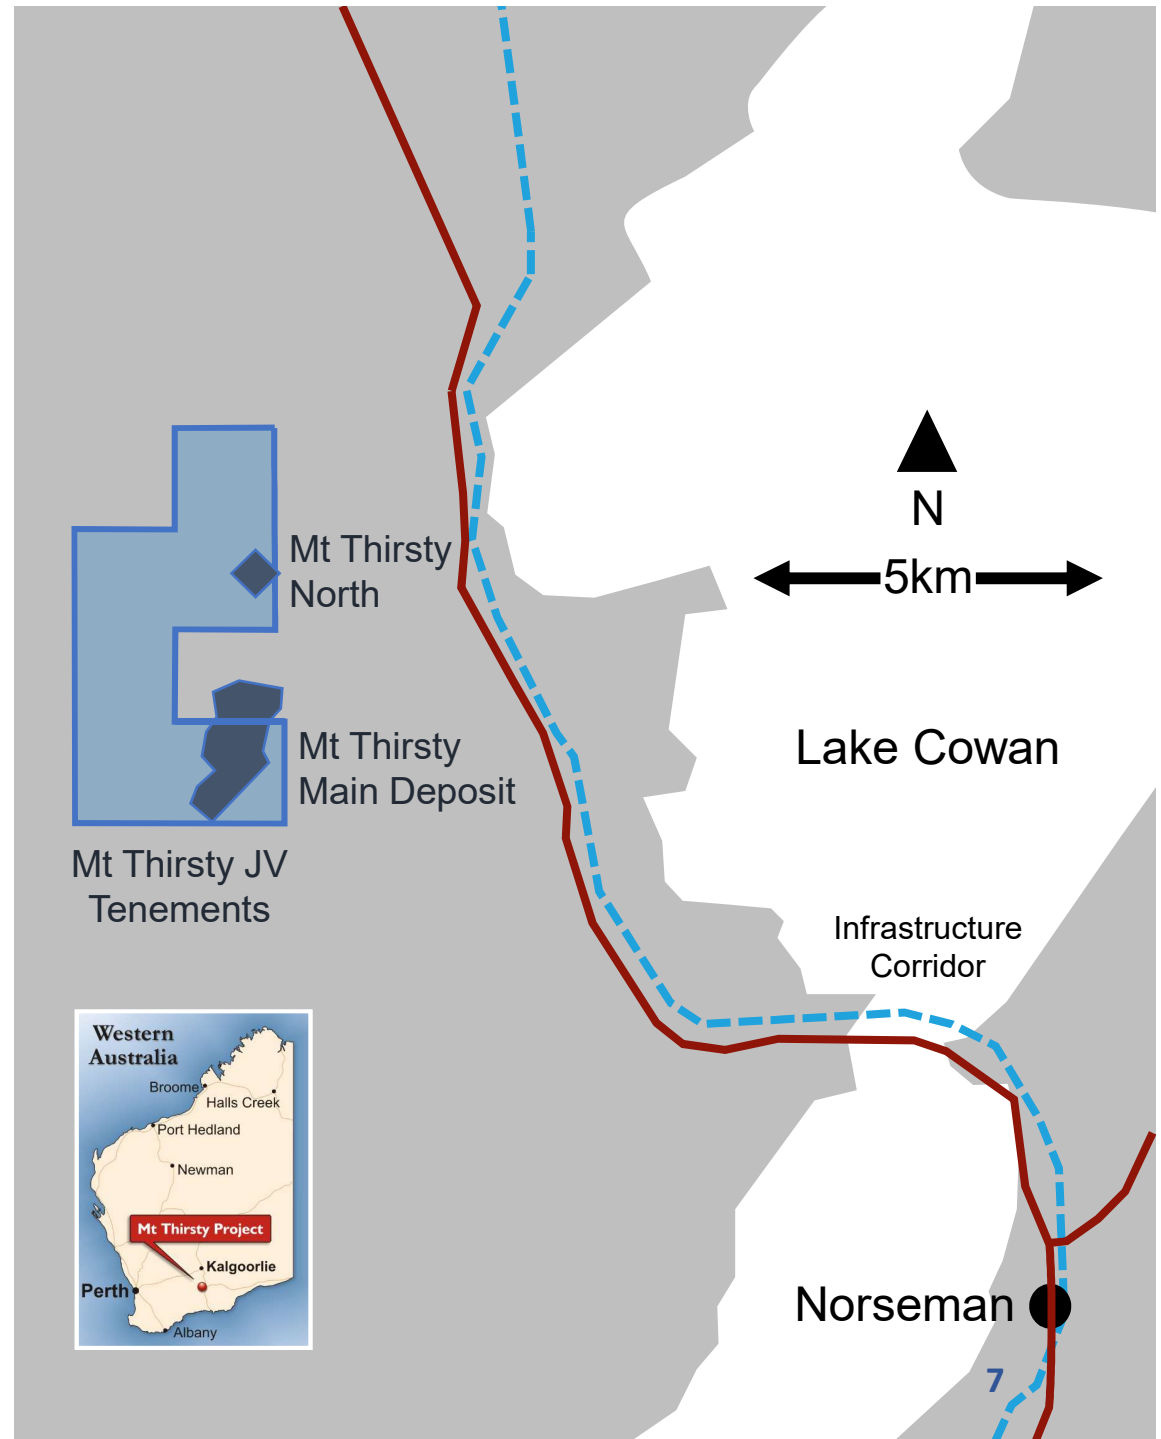 Mt Thirsty
North
N
5km
Mt Thirsty
Main Deposit
Lake Cowan
Mt Thirsty JV
Tenements
Infrastructure
Corridor
Western
Australia
Broome
Halls Creek
Port Hedland
Newman
Mt Thirsty Project
Kalgoorlie
Perth
Albany
Norseman
7